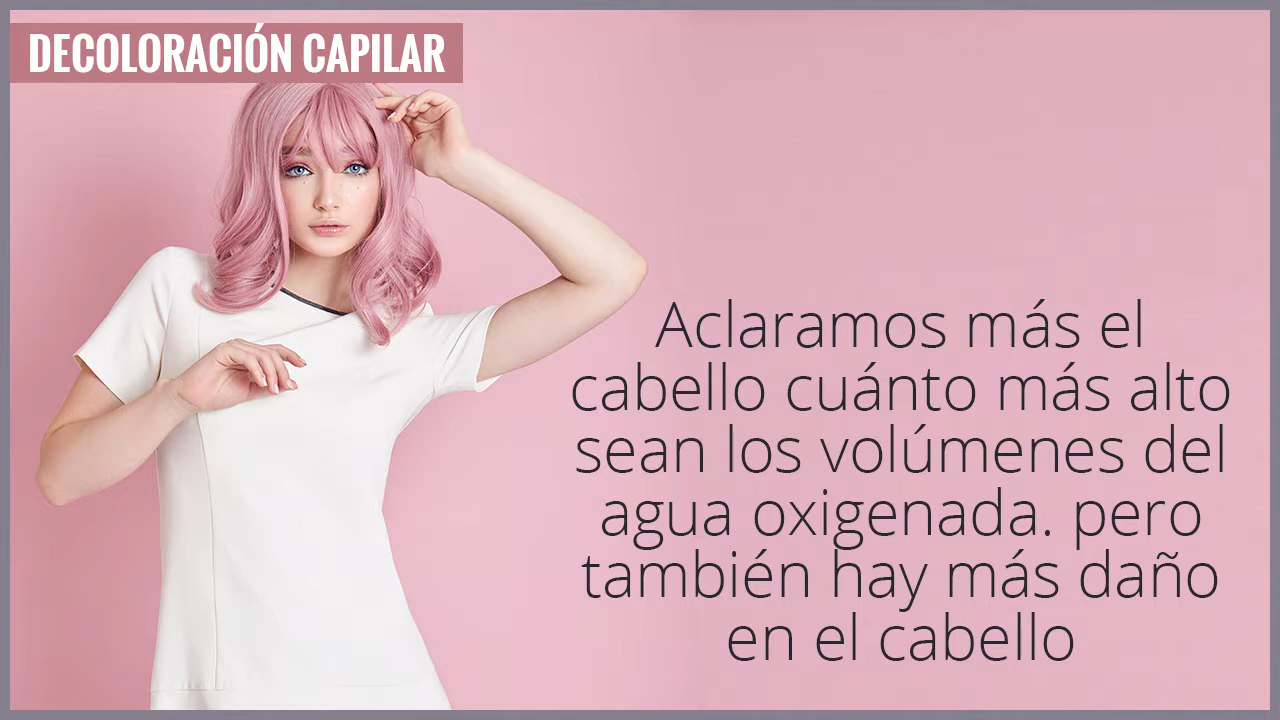 DECOLORACIÓN CAPILAR
Aclaramos más el
cabello cuánto más alto
sean los volúmenes del
agua oxigenada. pero
también hay más daño
en el cabello